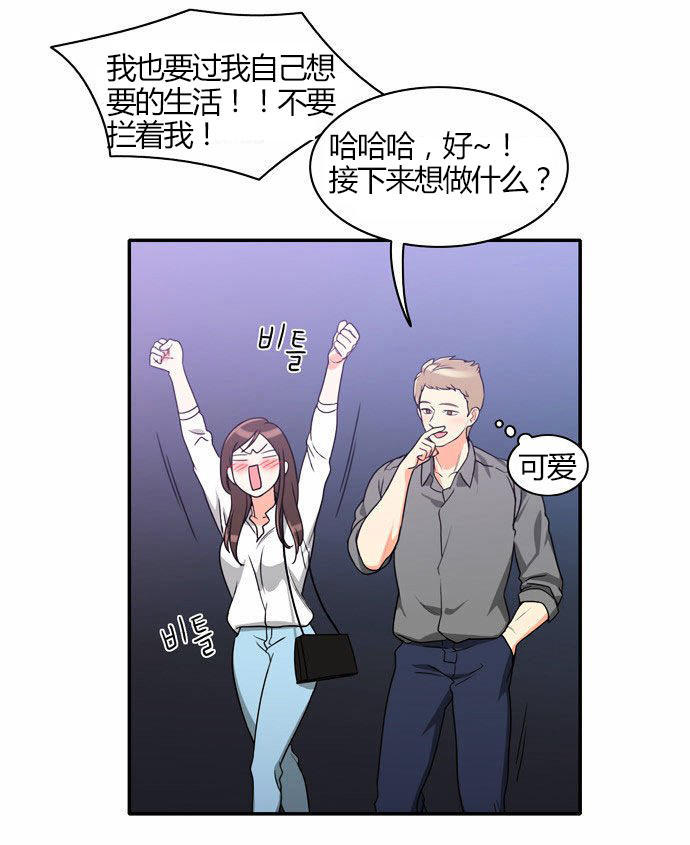 我也要过我自己想
要的生活！！不要
拦着我！
哈哈哈，好~！
接下来想做什么？
비틀
可爱
비틀